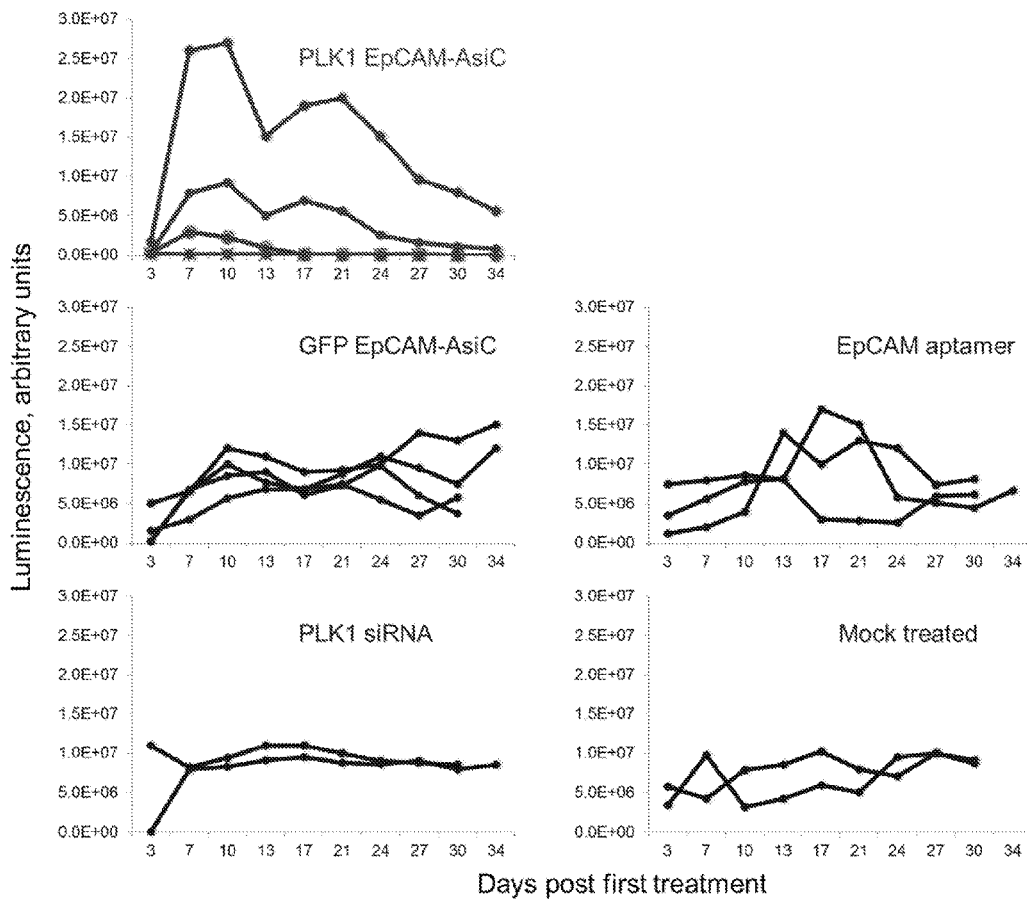 Luminescence, arbitrary units
3.0E+07
2.5E+07
2.0E+07
1.5E+07
1.0E+07
5.0E+06
0.0E+00
PLK1 EpCAM-AsiC
3 7 10 13 17 21 24 27 30 34
3.0E+07
2.5E+07
2.0E+07
1.5E+07
1.0E+07
5.0E+06
0.0E+00
GFP EpCAM-AsiC
3 7 10 13 17 21 24 27 30 34
3.0E+07
2.5E+07
2.0E+07
1.5E+07
1.0E+07
5.0E+06
0.0E+00
EpCAM aptamer
3 7 10 13 17 21 24 27 30 34
3.0E+07
2.5E+07
2.0E+07
1.5E+07
1.0E+07
5.0E+06
0.0E+00
PLK1 siRNA
3 7 10 13 17 21 24 27 30 34
3.0E+07
2.5E+07
2.0E+07
1.5E+07
1.0E+07
5.0E+06
0.0E+00
Mock treated
3 7 10 13 17 21 24 27 30 34
Days post first treatment